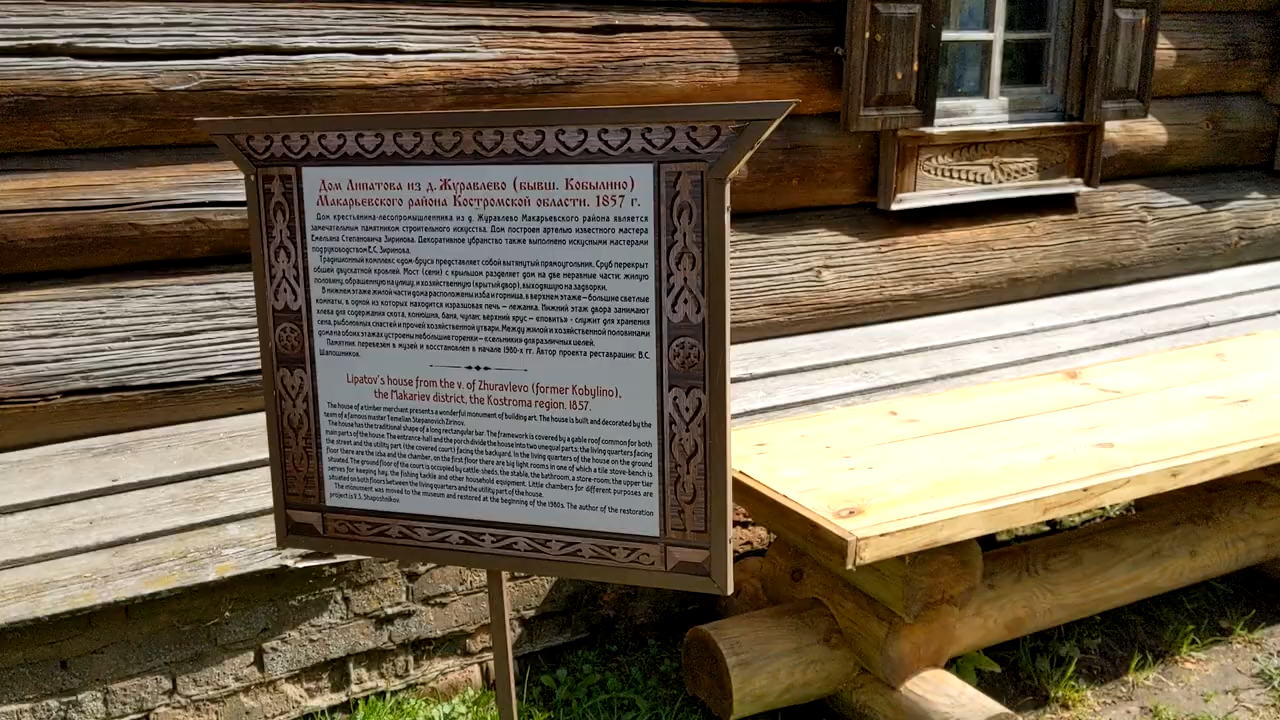 Дом Липатова из д. Журавлево (бывш. Кобылино)
Макарьевского района Костромской области. 1857 г.
Дом крестьянина-лесопромышленника из д. Журавлево Макарьевского района является
замечательным памятником строительного искусства. Дом построен артелью известного мастера
Емельяна Степановича Зиринова. Декоративное убранство также выполнено искусными мастерами
под руководством Е.С. Зиринова.
Традиционный комплекс «дом-брус» представляет собой вытянутый прямоугольник. Сруб перекрыт
общей двускатной кровлей. Мост (сени) с крыльцом разделяет дом на две неравные части: жилую
половину, обращенную на улицу, и хозяйственную (крытый двор), выходящую на задворки.
В нижнем этаже жилой части дома расположены изба и горница, в верхнем этаже – большие светлые
комнаты, в одной из которых находится изразцовая печь – лежанка. Нижний этаж двора занимают
хлева для содержания скота, конюшня, баня, чулан; верхний ярус – «поветь» - служит для хранения
сена, рыболовных снастей и прочей хозяйственной утвари. Между жилой и хозяйственной половинами
дома на обоих этажах устроены небольшие горенки – «сельники» для различных целей.
Памятник перевезен в музей и восстановлен в начале 1980-х гг. Автор проекта реставрации: В.С.
Шапошников.
Lipatov's house from the v. of Zhuravlevo (former Kobylino),
the Makariev district, the Kostroma region. 1857.
The house of a timber merchant presents a wonderful monument of building art. The house is built and decorated by the
team of a famous master Yemelian Stepanovich Zirinov.
The house has the traditional shape of a long rectangular bar. The framework is covered by a gable roof common for both
main parts of the house. The entrance-hall and the porch divide the house into two unequal parts: the living quarters facing
the street and the utility part (the covered court) facing the backyard. In the living quarters of the house on the ground
floor there are the izba and the chamber, on the first floor there are big light rooms in one of which a tile stove-bench is
situated. The ground floor of the court is occupied by cattle-sheds, the stable, the bathroom, a store-room; the upper tier
serves for keeping hay, the fishing tackle and other household equipment. Little chambers for different purposes are
situated on both floors between the living quarters and the utility part of the house.
The monument was moved to the museum and restored at the beginning of the 1980s. The author of the restoration
project is V.S. Shaposhnikov.